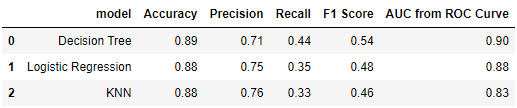 model Accuracy Precision Recall F1 Score AUC from ROC Curve
0 Decision Tree 0.89 0.71 0.44 0.54 0.90
1 Logistic Regression 0.88 0.75 0.35 0.48 0.88
2 KNN 0.88 0.76 0.33 0.46 0.83